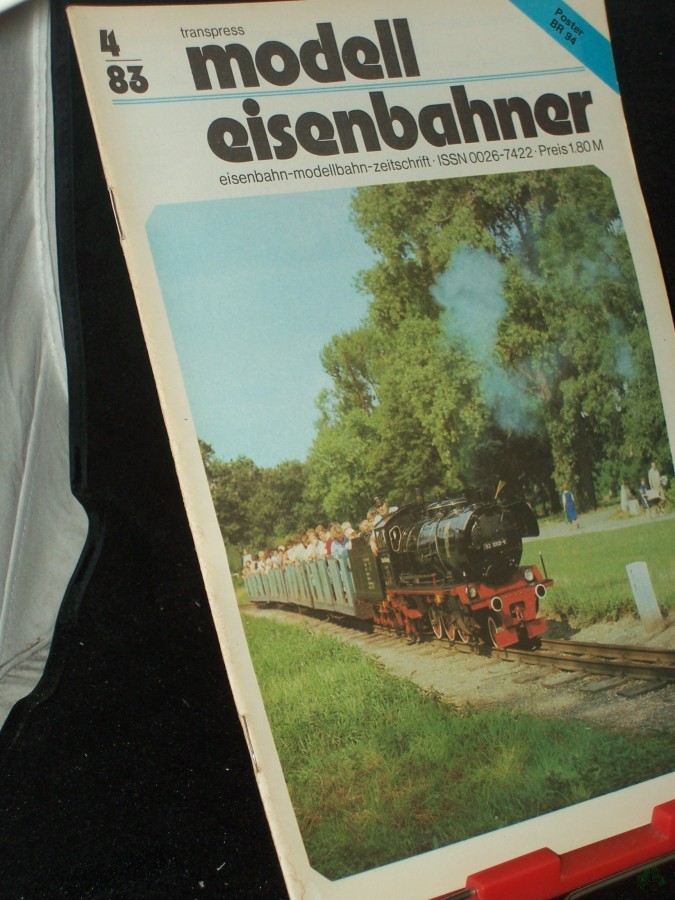 4
83
transpress
modell
eisenbahner
eisenbahn-modellbahn-zeitschrift · ISSN 0026-7422 · Preis 1.80 M
Poster
BR 94